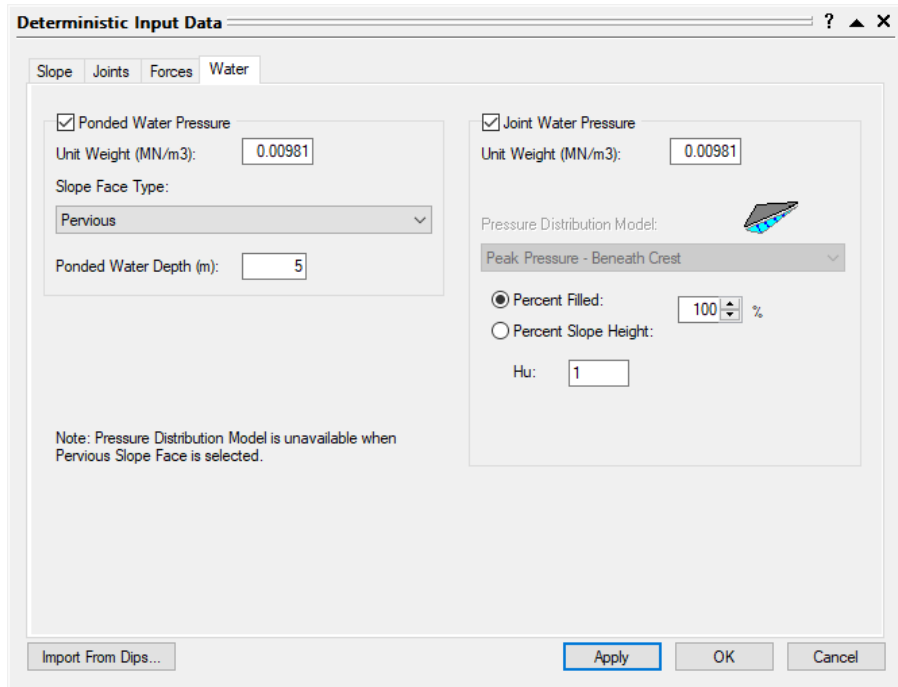 Deterministic Input Data
?
Slope
Joints
Forces
Water
Ponded Water Pressure
Unit Weight (MN/m3):
0.00981
Slope Face Type:
Pervious
Ponded Water Depth (m):
5
Note: Pressure Distribution Model is unavailable when
Pervious Slope Face is selected.
Joint Water Pressure
Unit Weight (MN/m3):
0.00981
Pressure Distribution Model:
Peak Pressure - Beneath Crest
Percent Filled:
100
%
Percent Slope Height:
Hu:
1
Import From Dips...
Apply
OK
Cancel